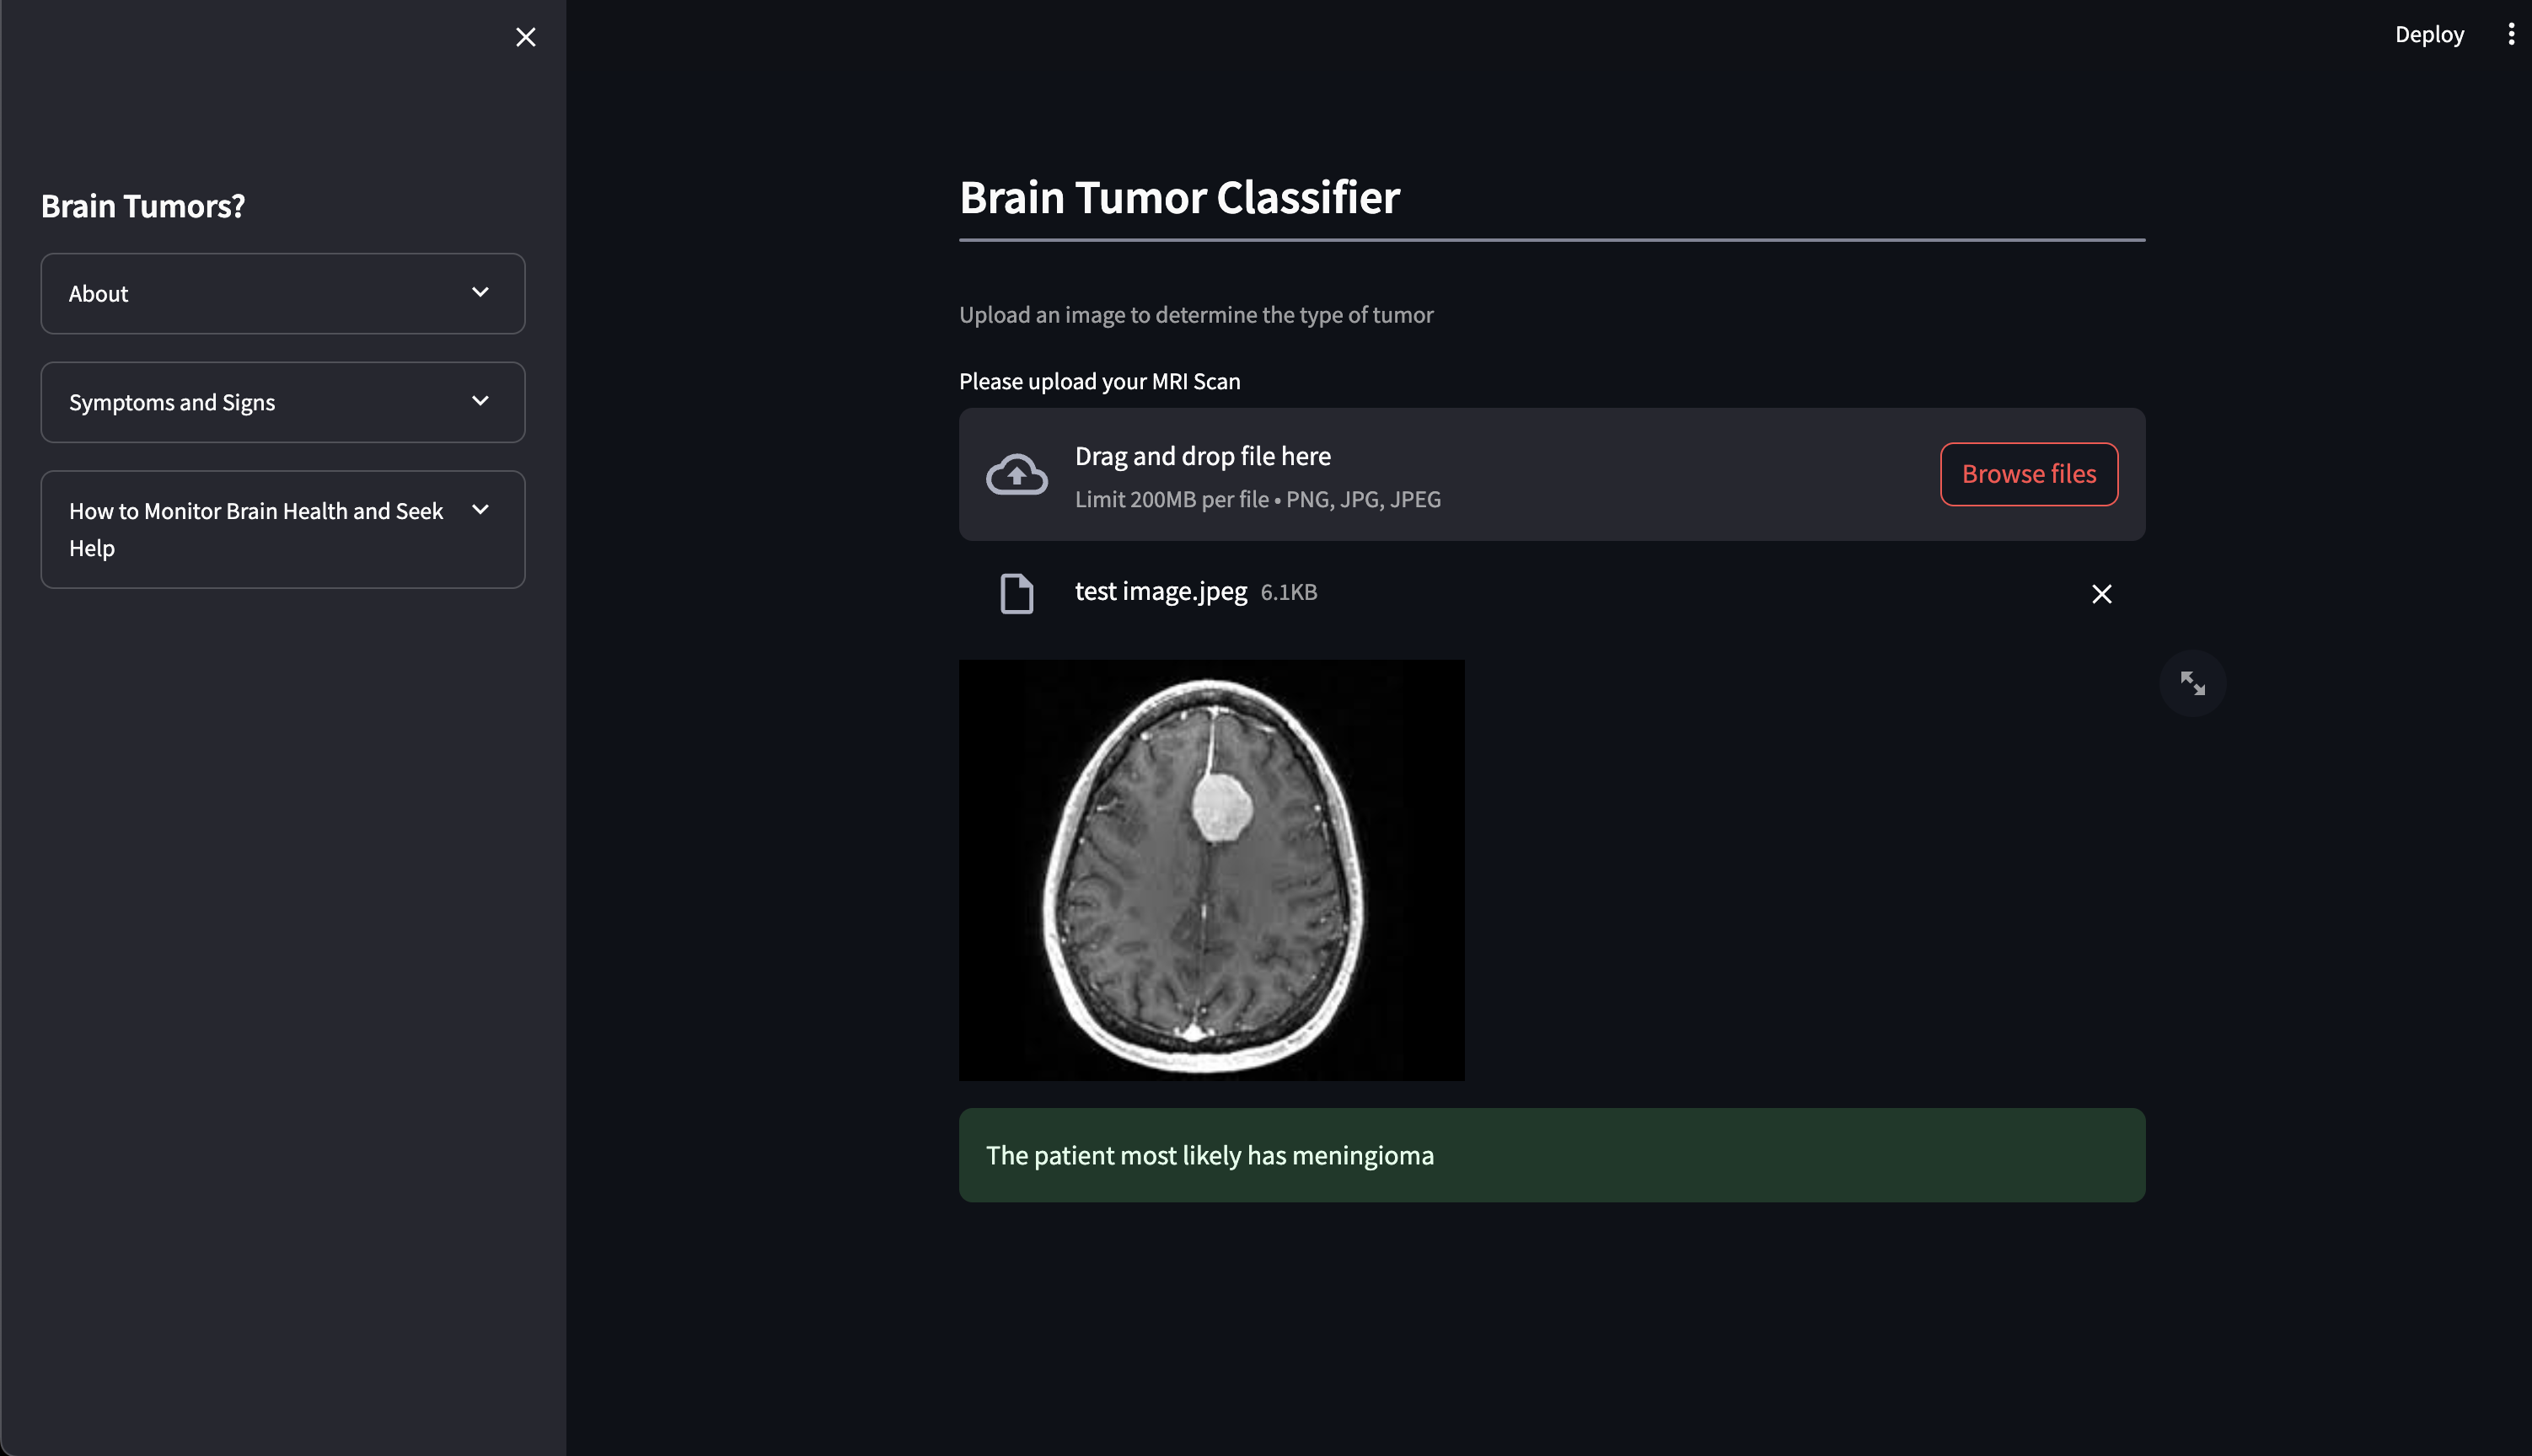 Deploy
Brain Tumors?
About
Symptoms and Signs
How to Monitor Brain Health and Seek
Help
Brain Tumor Classifier
Upload an image to determine the type of tumor
Please upload your MRI Scan
Drag and drop file here
Limit 200MB per file • PNG, JPG, JPEG
Browse files
test image.jpeg 6.1KB
The patient most likely has meningioma